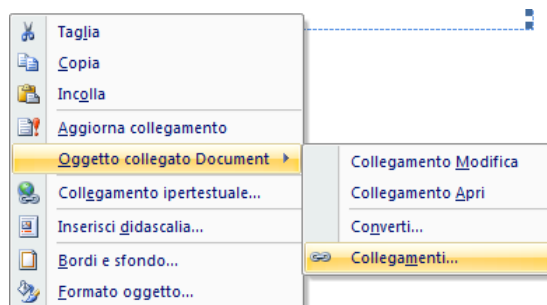 Taglia
Copia
Incolla
Aggiorna collegamento
Oggetto collegato Document
Collegamento Modifica
Collegamento ipertestuale...
Collegamento Apri
Inserisci didascalia...
Converti...
Bordi e sfondo...
Collegamenti...
Formato oggetto...